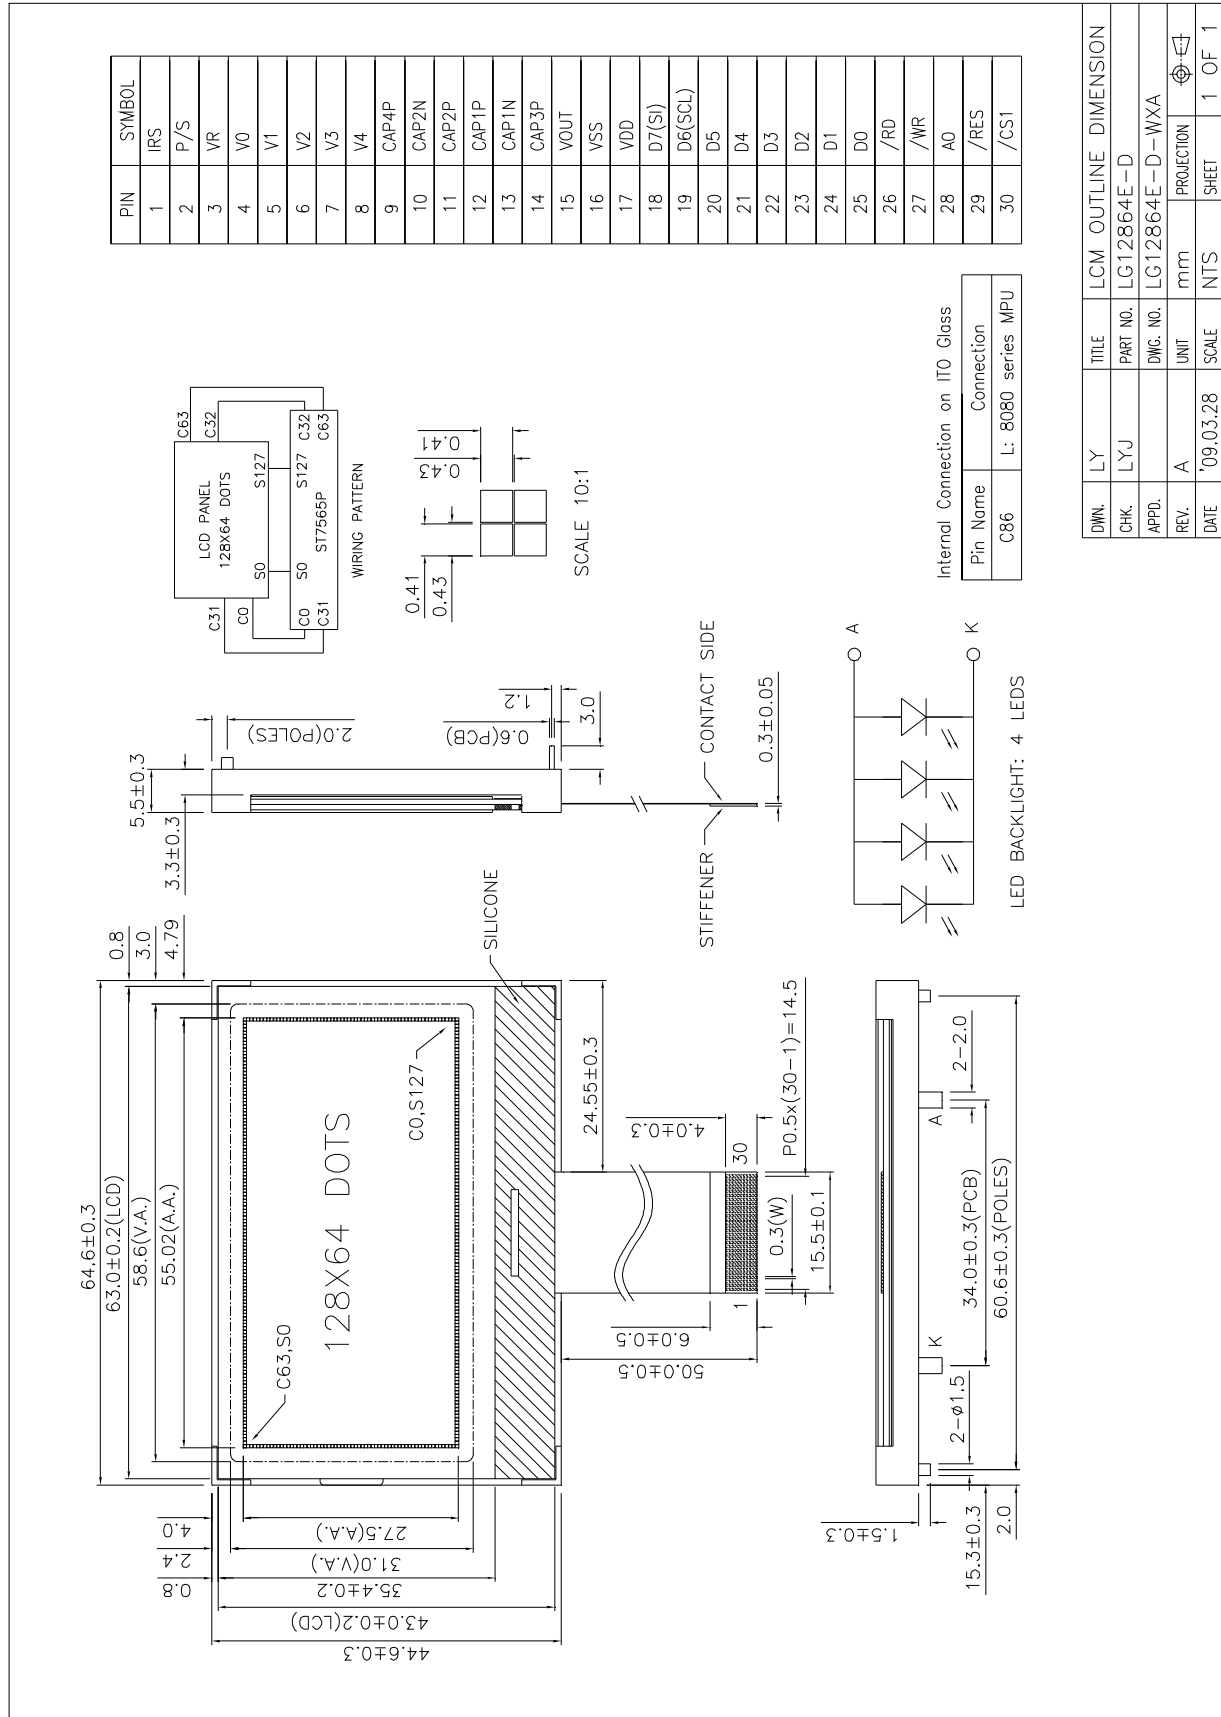 64.6±0.3
63.0±0.2(LCD)
58.6(V.A.)
55.02(A.A.)
0.8
3.0
4.79
0.8
2.4
4.0
44.6±0.3
43.0±0.2(LCD)
35.4±0.2
31.0(V.A.)
27.5(A.A.)
C63,S0
128X64 DOTS
C0,S127
SILICONE
24.55±0.3
50.0±0.5
6.0±0.5
4.0±0.3
1
30
0.3(W)
P0.5x(30-1)=14.5
15.5±0.1
5.5±0.3
3.3±0.3
2.0(POLES)
0.6(PCB)
1.2
3.0
STIFFENER
CONTACT SIDE
0.3±0.05
1.5±0.3
2-ø1.5
K
A
2-2.0
15.3±0.3
34.0±0.3(PCB)
2.0
60.6±0.3(POLES)
A
K
LED BACKLIGHT: 4 LEDS
C31
C0
LCD PANEL
128X64 DOTS
S0
S127
C63
C32
C0
C31
S0
S127
ST7565P
C32
C63
WIRING PATTERN
0.41
0.43
0.43
0.41
SCALE 10:1
Internal Connection on ITO Glass
Pin Name Connection
C86 L: 8080 series MPU
PIN SYMBOL
1 IRS
2 P/S
3 VR
4 V0
5 V1
6 V2
7 V3
8 V4
9 CAP4P
10 CAP2N
11 CAP2P
12 CAP1P
13 CAP1N
14 CAP3P
15 VOUT
16 VSS
17 VDD
18 D7(SI)
19 D6(SCL)
20 D5
21 D4
22 D3
23 D2
24 D1
25 D0
26 /RD
27 /WR
28 A0
29 /RES
30 /CS1
DWN. LY TITLE LCM OUTLINE DIMENSION
CHK. LYJ PART NO. LG12864E-D
APPD. DWG. NO. LG12864E-D-WXA
REV. A UNIT mm PROJECTION
DATE '09.03.28 SCALE NTS SHEET 1 OF 1